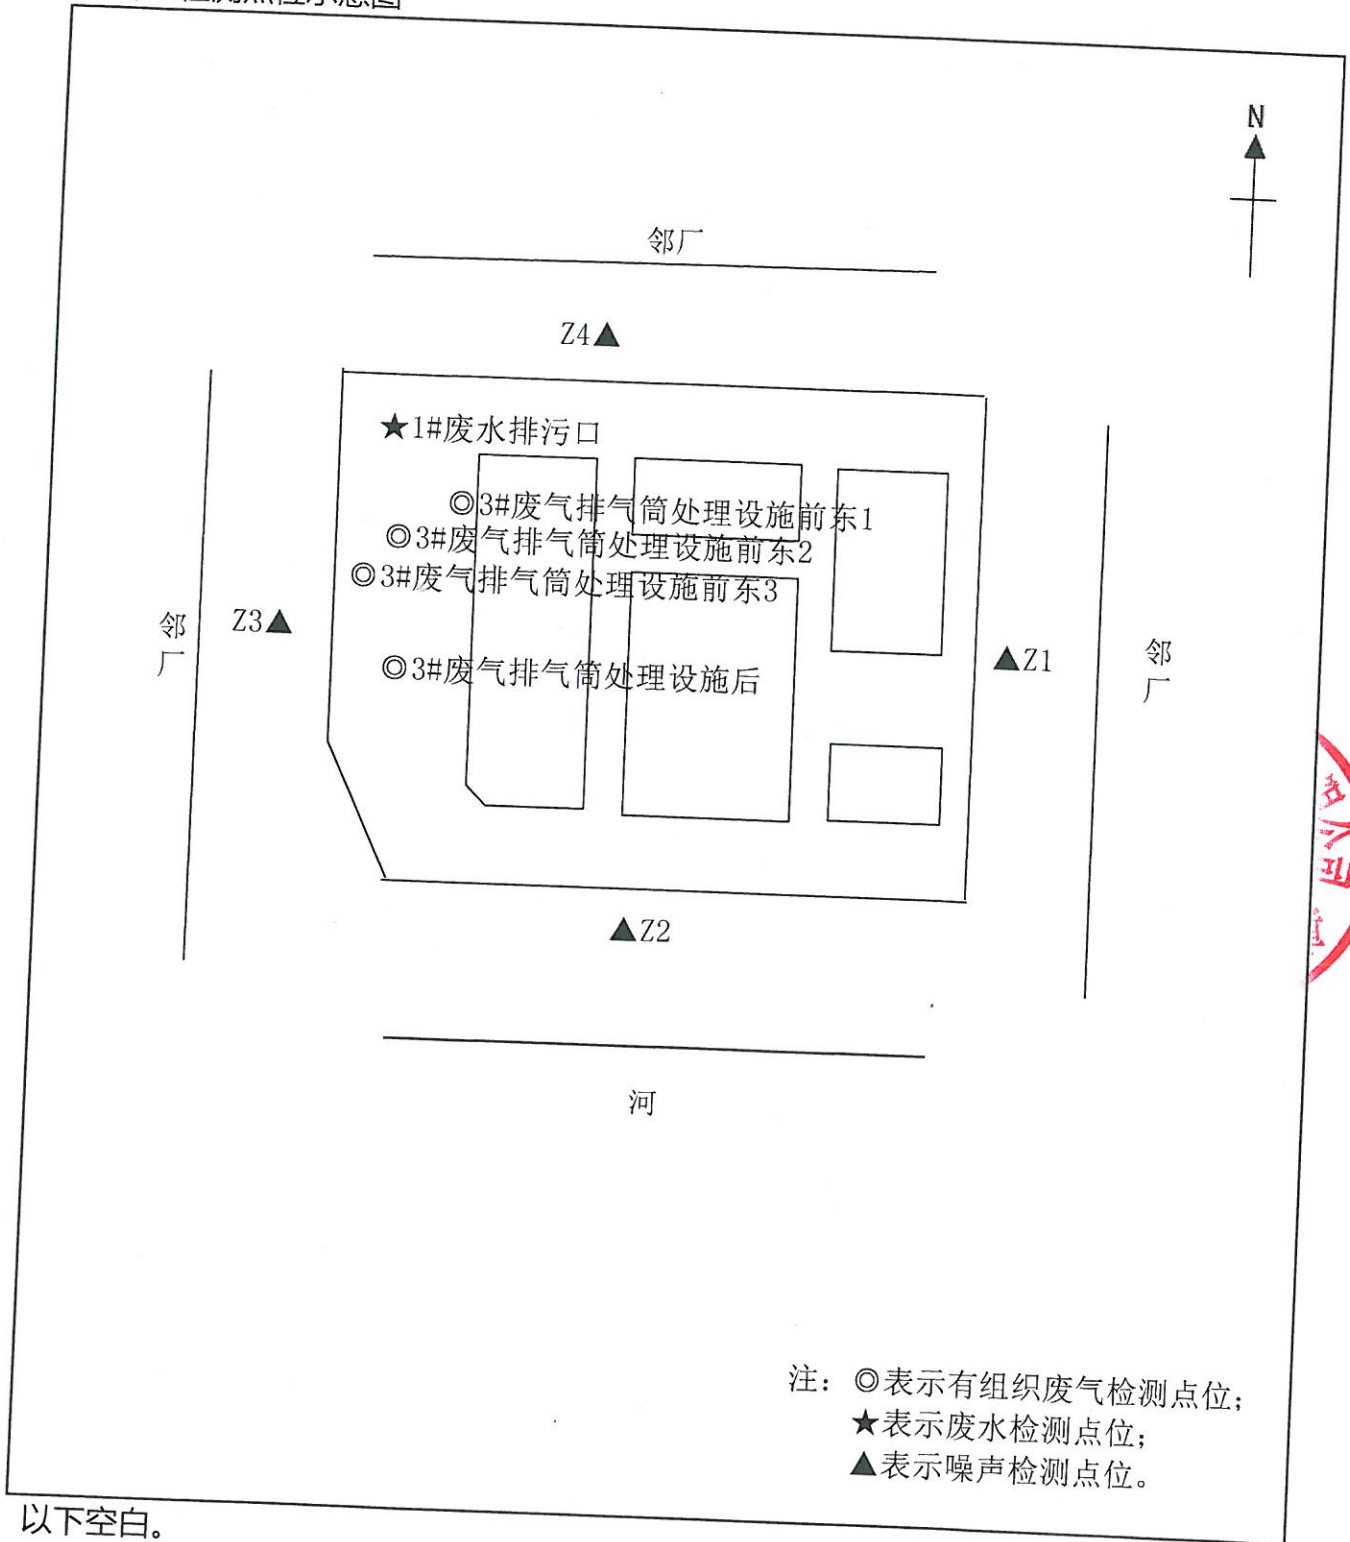 点位示意图
N
邻厂
Z4▲
★1#废水排污口
◎3#废气排气筒处理设施前东1
◎3#废气排气筒处理设施前东2
◎3#废气排气筒处理设施前东3
邻厂
Z3▲
◎3#废气排气筒处理设施后
▲Z1
邻厂
▲Z2
河
注：◎表示有组织废气检测点位；
★表示废水检测点位；
▲表示噪声检测点位。
以下空白。